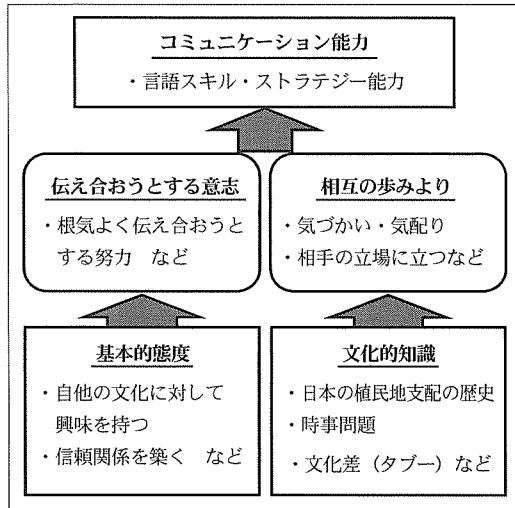 コミュニケーション能力
・言語スキル・ストラテジー能力
伝え合おうとする意志
・根気よく伝え合おうと
する努力　など
相互の歩みより
・気づかい・気配り
・相手の立場に立つなど
基本的態度
・自他の文化に対して
興味を持つ
・信頼関係を築く　など
文化的知識
・日本の植民地支配の歴史
・時事問題
・文化差（タブー）など